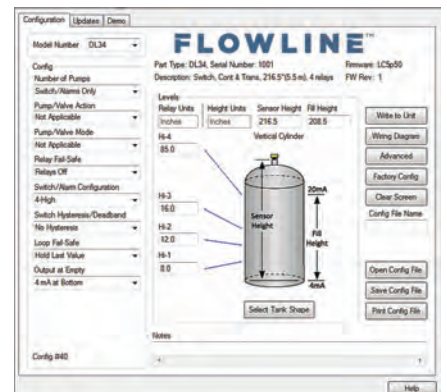 Configuration Updates Demo
Model Number DL34
FLOWLINE™
Part Type: DL34, Serial Number: 1001 Firmware: LC5p50
Description: Switch, Cont & Trans, 216.5"(5.5 m), 4 relays FW Rev: 1
Config
Number of Pumps
Switch/Alarms Only
Pump/Valve Action
Not Applicable
Pump/Valve Mode
Not Applicable
Relay Fail-Safe
Relays Off
Switch/Alarm Configuration
4-High
Switch Hysteresis/Deadband
No Hysteresis
Loop Fail-Safe
Hold Last Value
Output at Empty
4 mA at Bottom
Config #40
Levels
Relay Units Height Units Sensor Height Fill Height
Inches Inches 216.5 208.5
Hi-4 Vertical Cylinder
85.0
Hi-3
16.0
Hi-2
12.0
Hi-1
8.0
20mA
Sensor
Height
Fill
Height
4mA
Select Tank Shape
Notes
Write to Unit
Wiring Diagram
Advanced
Factory Config
Clear Screen
Config File Name
Open Config File
Save Config File
Print Config File
Help